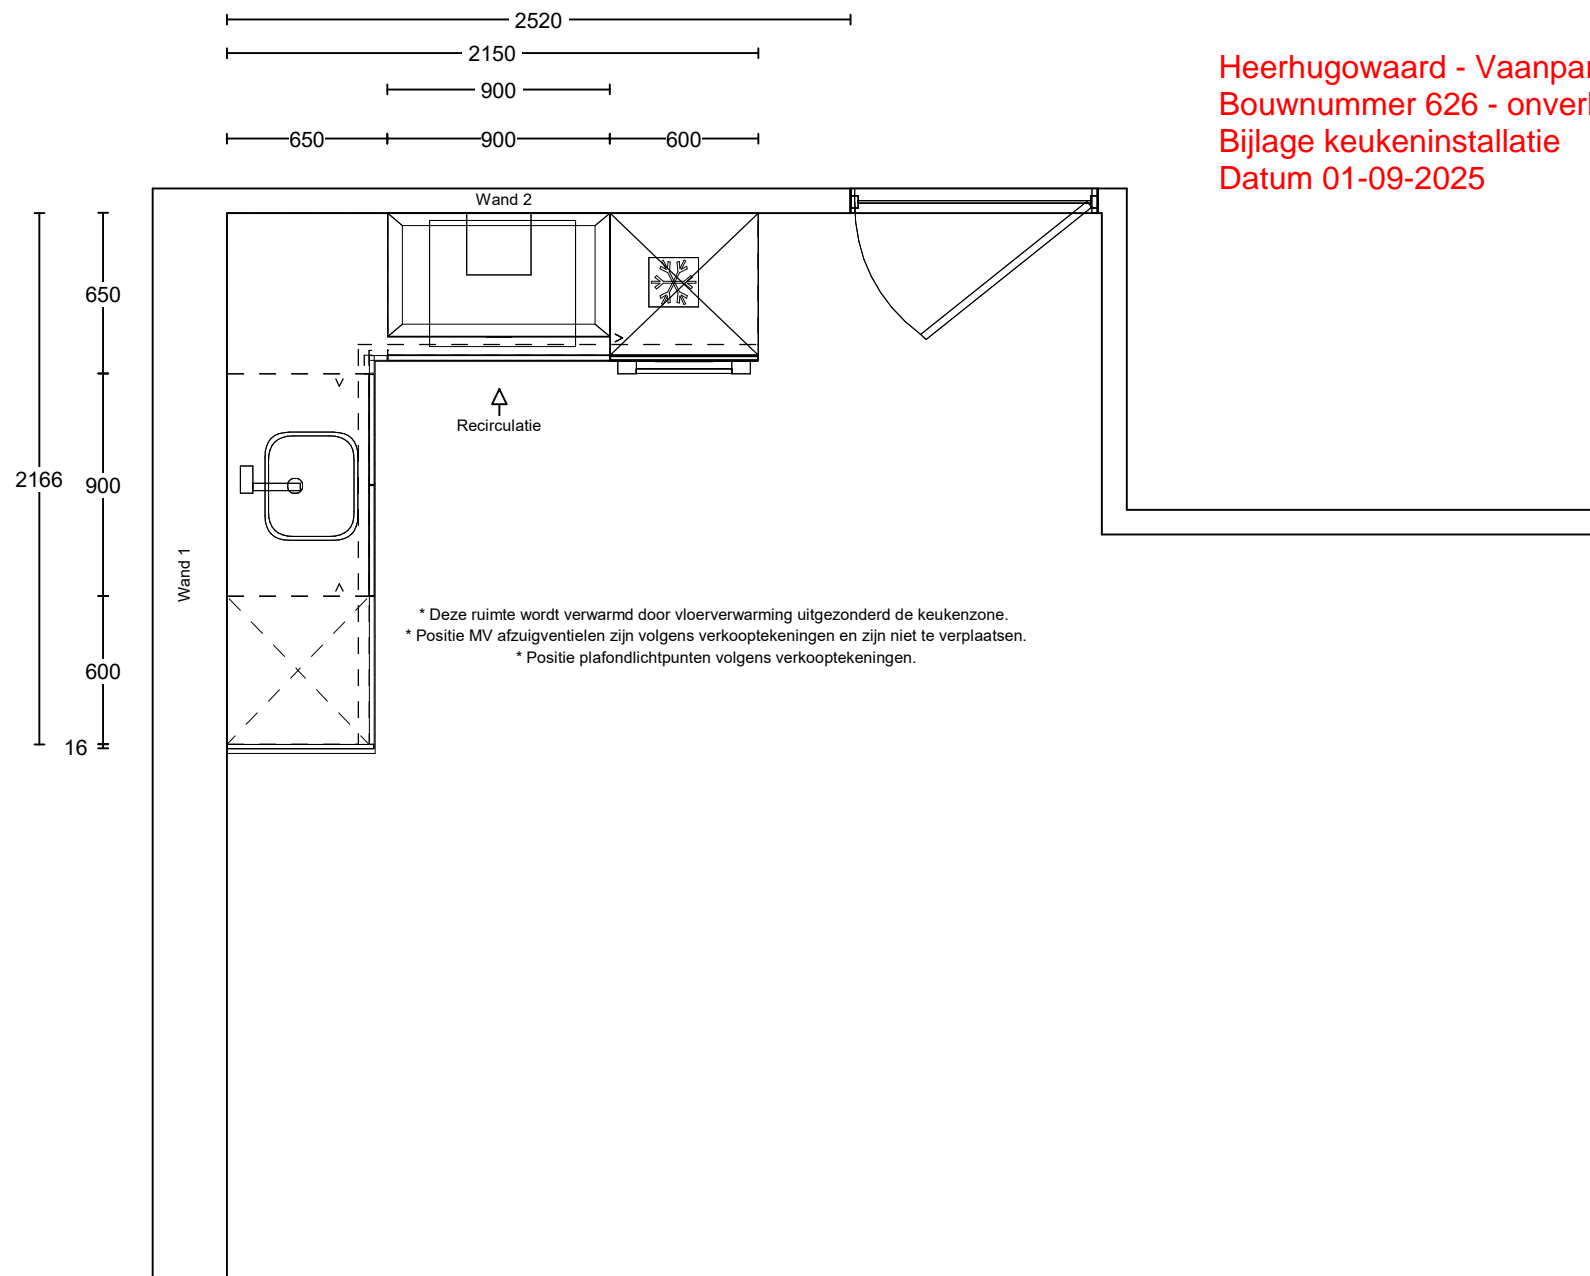 2520
2150
900
650 900 600
Heerhugowaard - 
Bouwnummer 626 - 
Bijlage keukeninstallatie
Datum 01-09-2025
Wand 2
650
Recirculatie
2166
900
Wand 1
* Deze ruimte wordt verwarmd door vloerverwarming uitgezonderd de keukenzone.
* Positie MV afzuigventielen zijn volgens verkooptekeningen en zijn niet te verplaatsen.
* Positie plafondlichtpunten volgens verkooptekeningen.
600
16